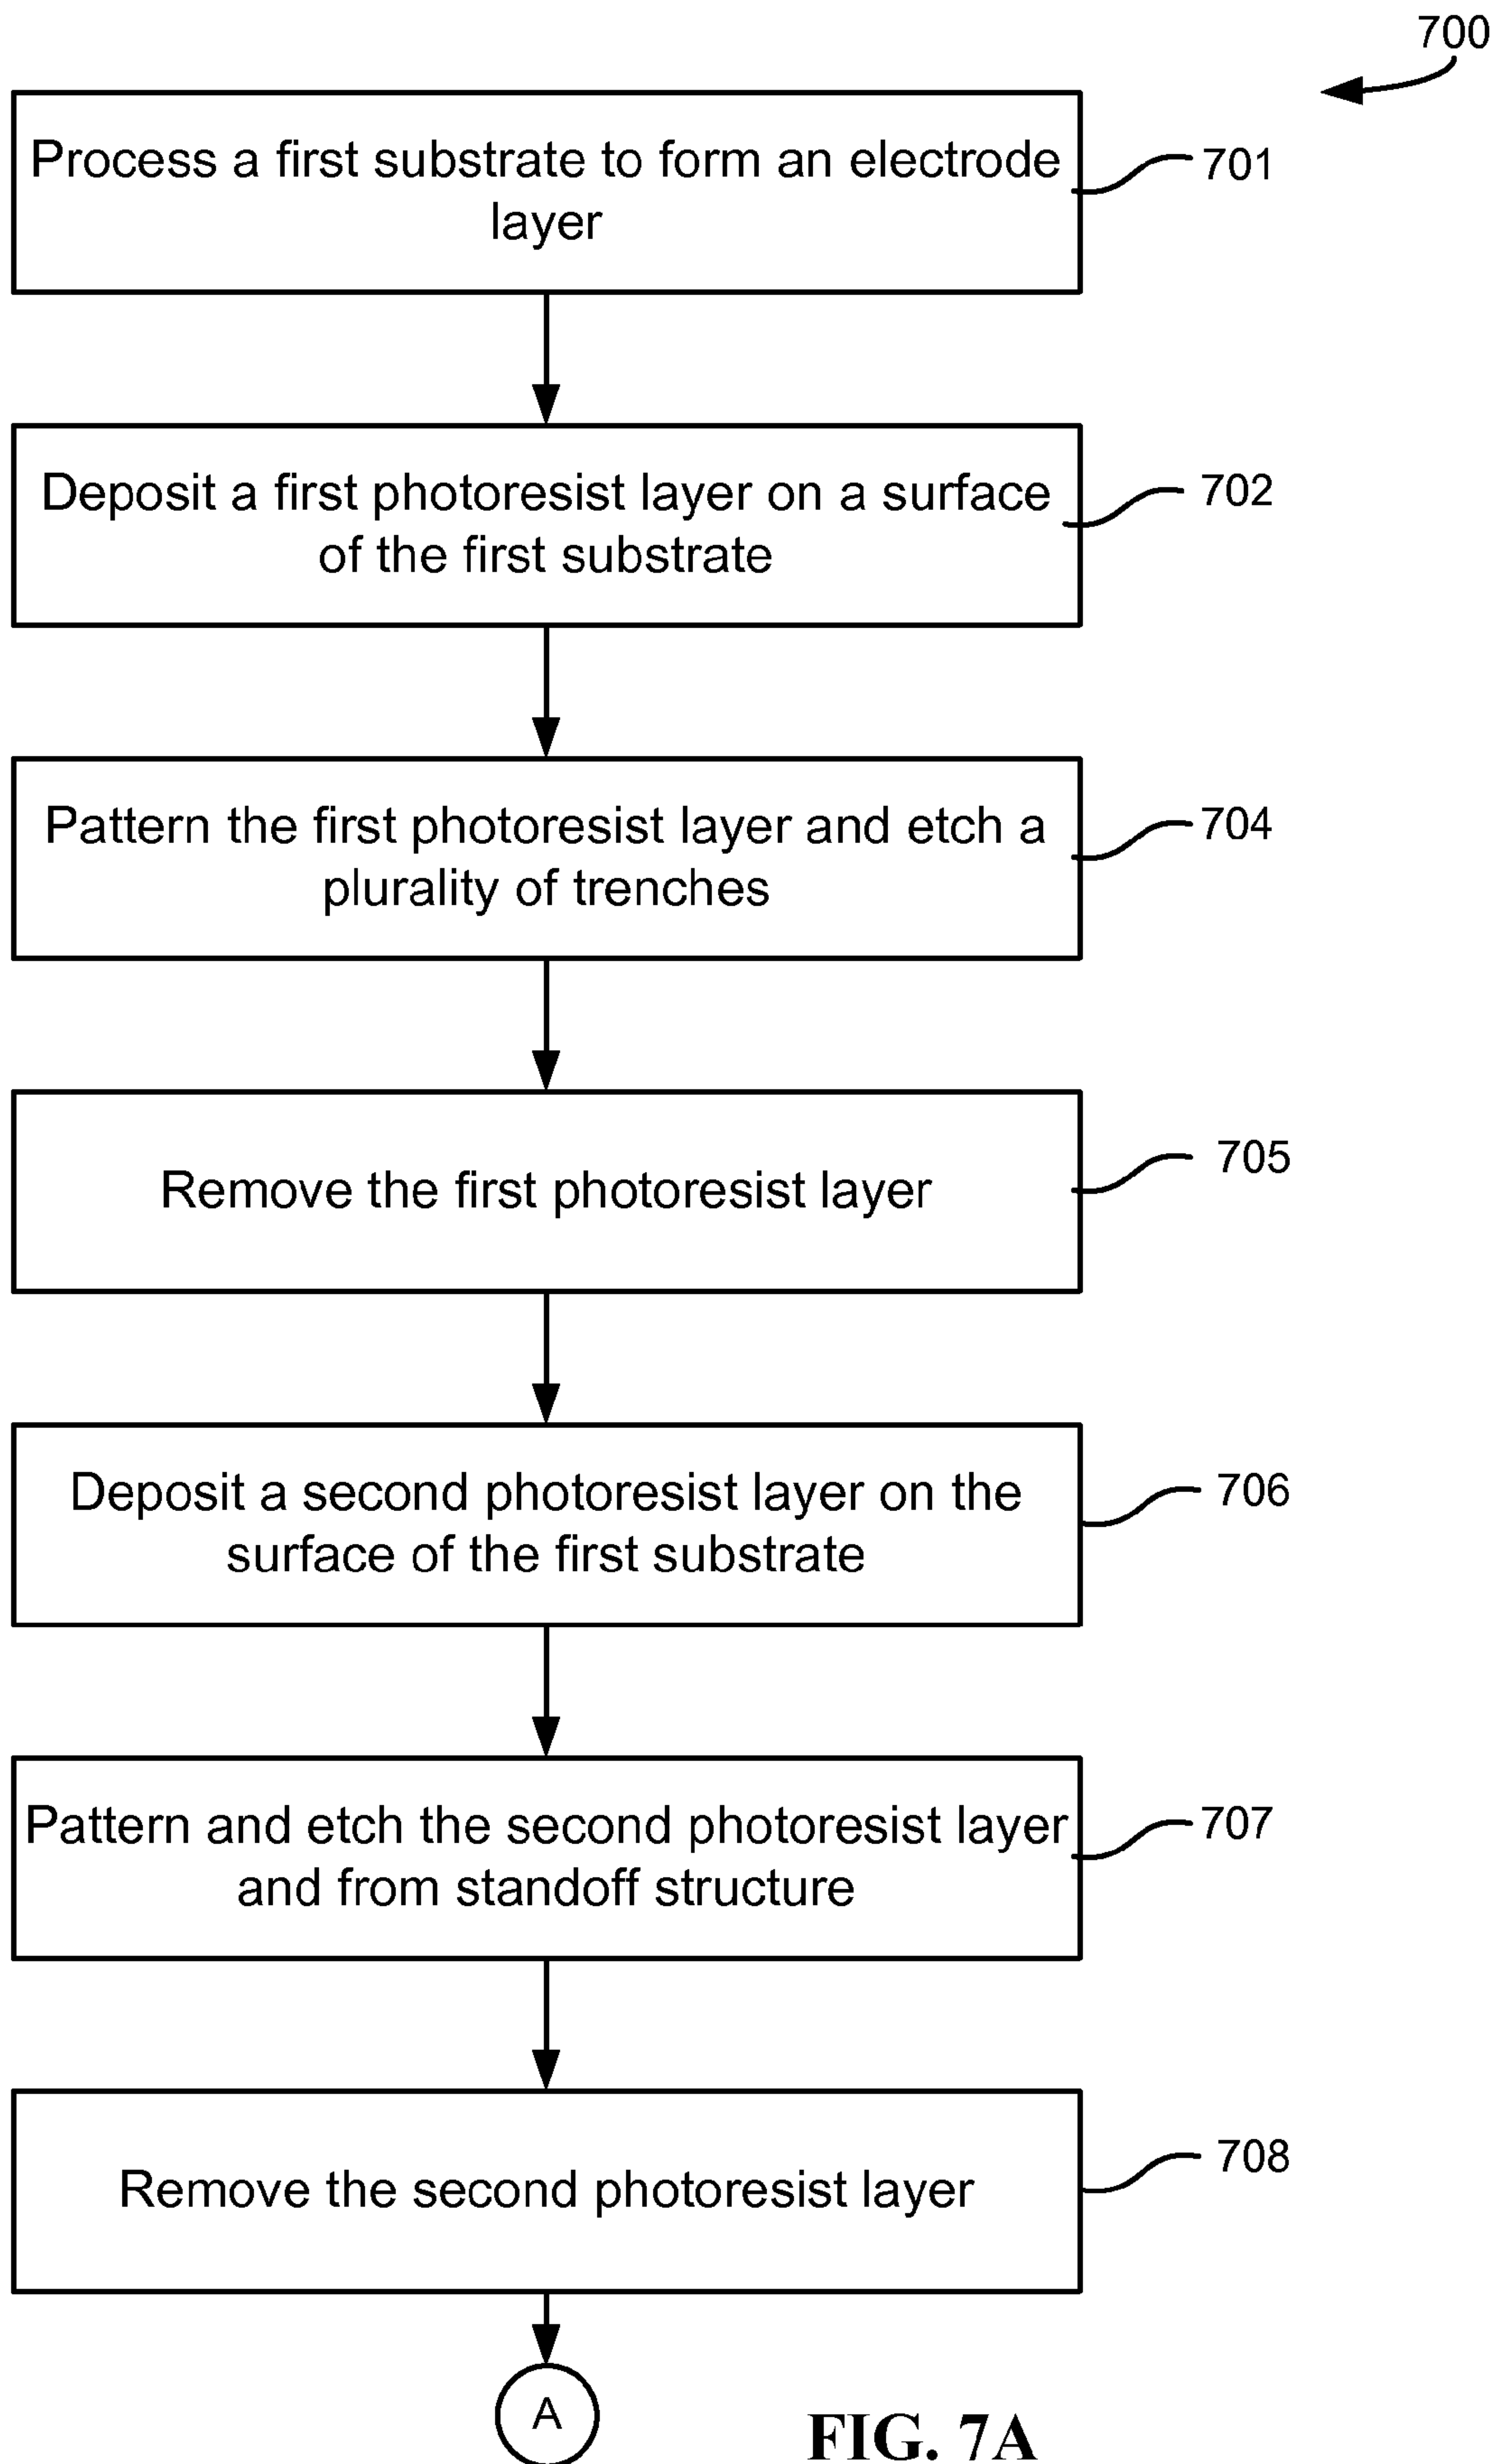 700
Process a first substrate to form an electrode
layer
701
Deposit a first photoresist layer on a surface
of the first substrate
702
Pattern the first photoresist layer and etch a
plurality of trenches
704
Remove the first photoresist layer
705
Deposit a second photoresist layer on the
surface of the first substrate
706
Pattern and etch the second photoresist layer
and from standoff structure
707
Remove the second photoresist layer
708
A
FIG. 7A